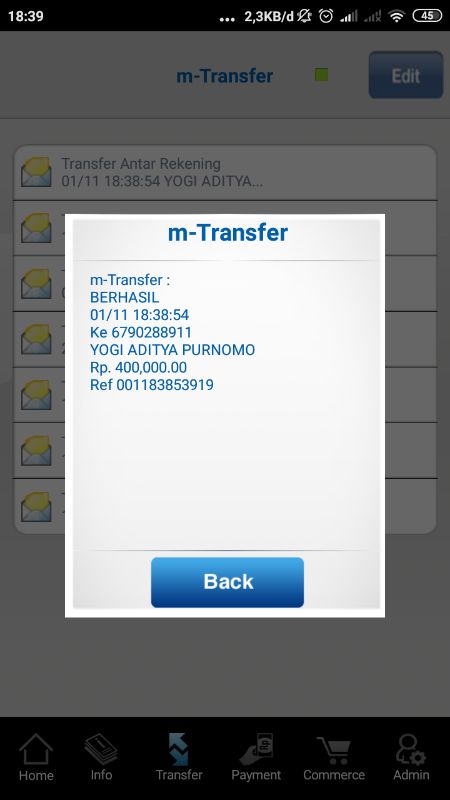 18:39
... 2,3KB/d
45
m-Transfer
Edit
Transfer Antar Rekening
01/11 18:38:54 YOGI ADITYA...
m-Transfer
m-Transfer :
BERHASIL
01/11 18:38:54
Ke 6790288911
YOGI ADITYA PURNOMO
Rp. 400,000.00
Ref 001183853919
Back
Home
Info
Transfer
Payment
Commerce
Admin